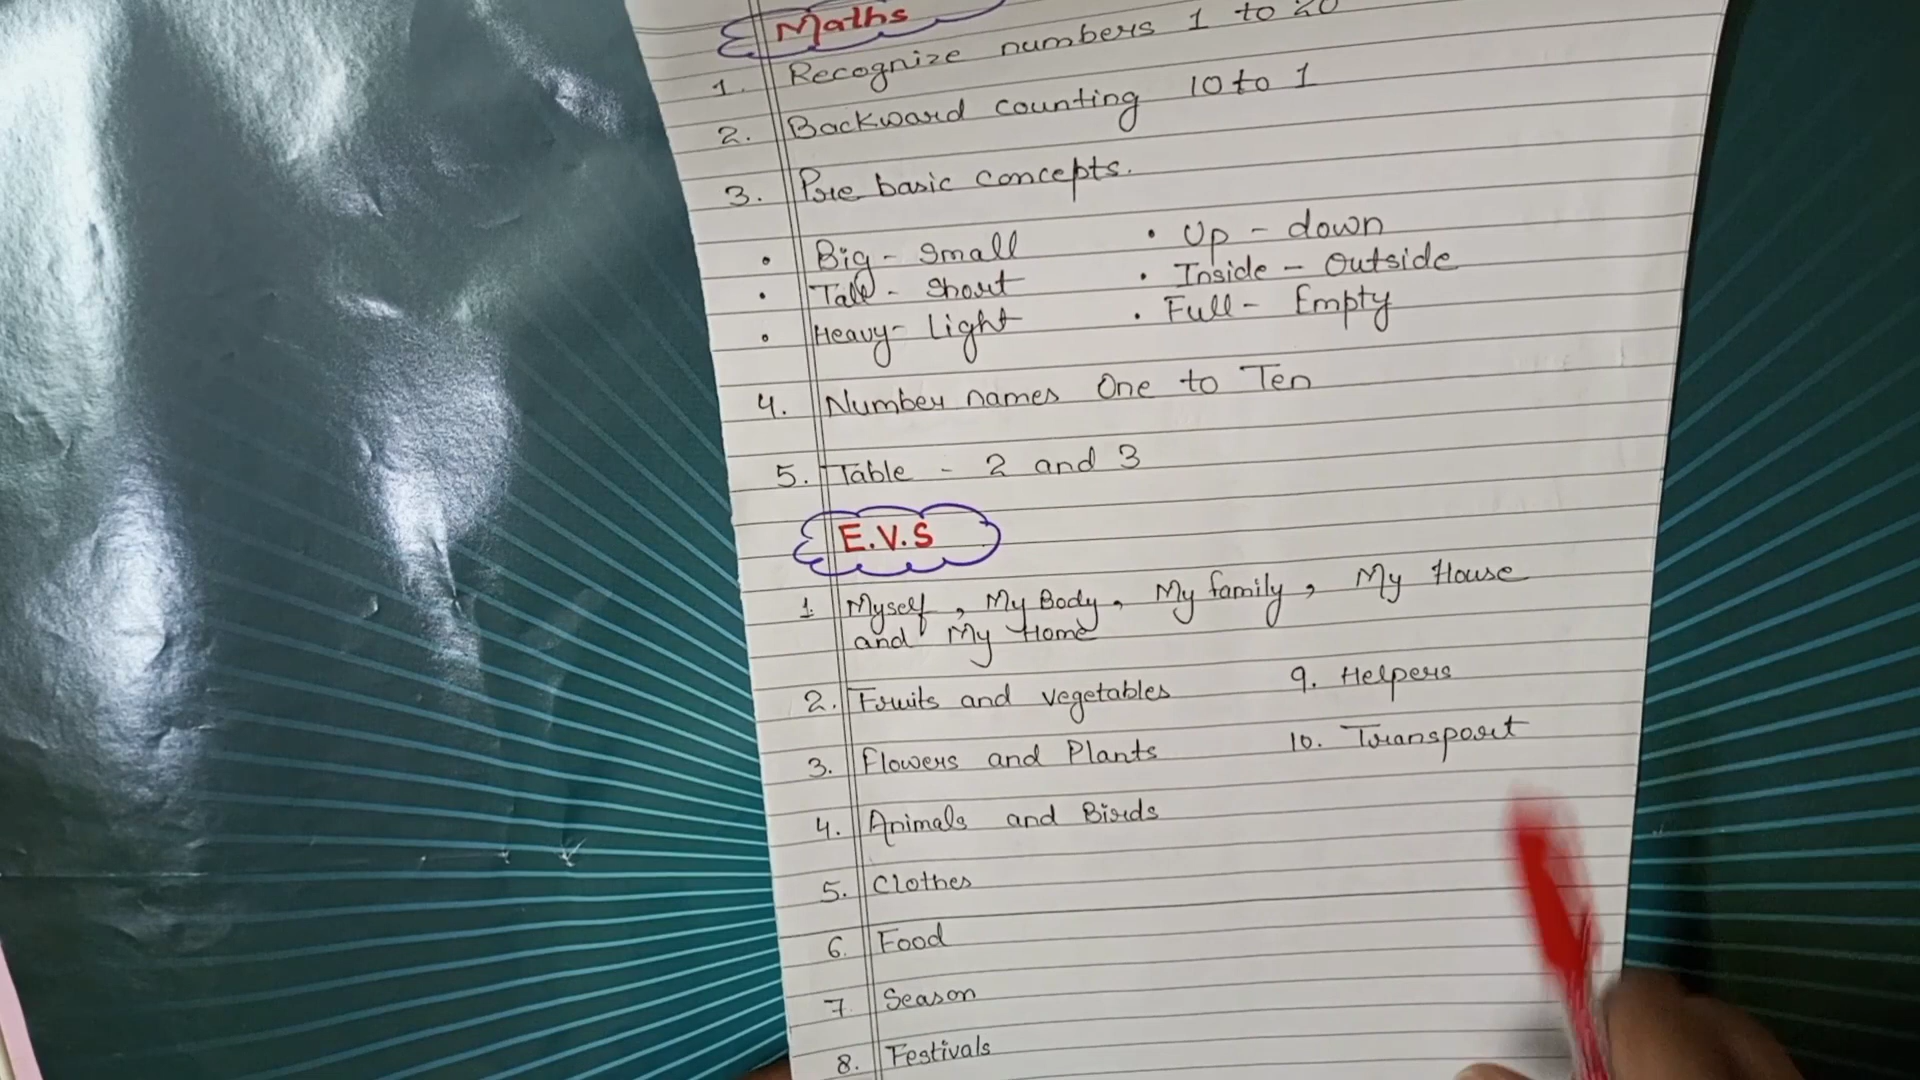 Maths
1. Recognize numbers 1 to 20
2. Backward counting 10 to 1
3. Pre basic concepts.
• Big - Small • Up - down
• Tall - Short • Inside - Outside
• Heavy - Light • Full - Empty
4. Number names One to Ten
5. Table - 2 and 3
E.V.S
1. Myself, My Body, My family, My House
and My Home
2. Fruits and vegetables 9. Helpers
3. Flowers and Plants 10. Transport
4. Animals and Birds
5. Clothes
6. Food
7. Season
8. Festivals